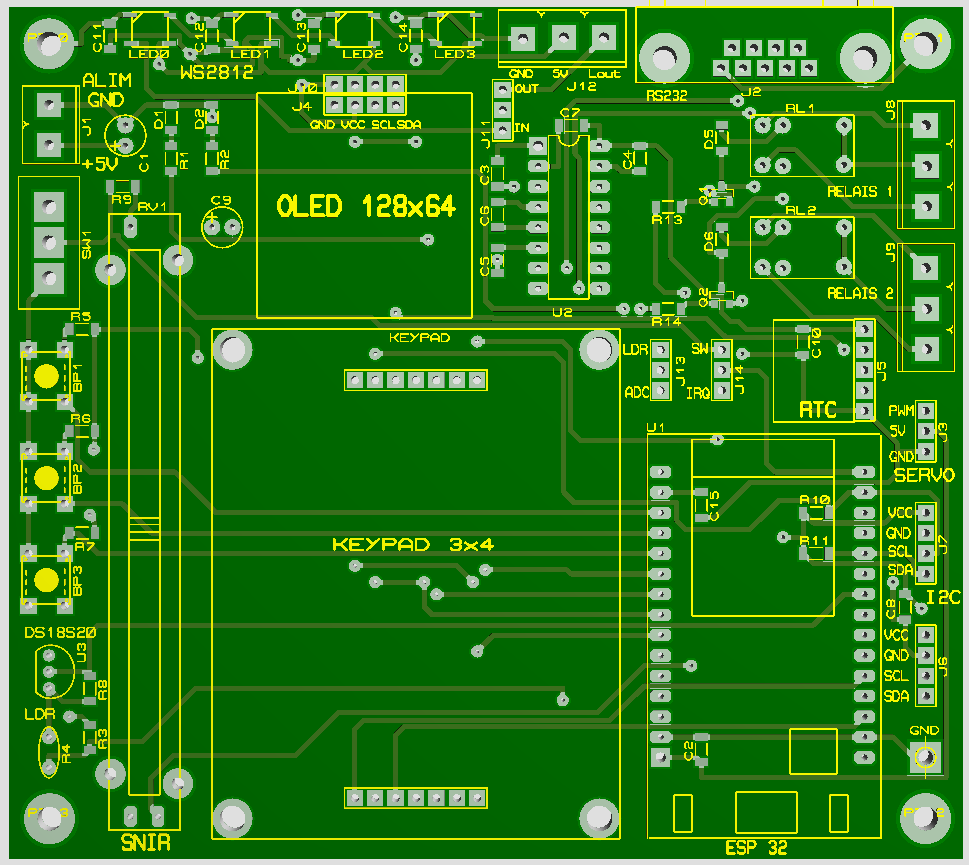 C11
C12
C13
C14
LED0
LED1
LED2
LED3
WS2812
GND
5V
Lout
J12
RS232
J2
ALIM
GND
J1
+5V
C1
D1
D2
R1
R2
J4
GND VCC SCLSDA
OUT
J11
IN
C7
C3
C4
C6
C5
U2
OLED 128x64
D5
RL1
J8
Q1
RELAIS 1
R13
RL2
D6
J9
Q2
RELAIS 2
R14
R9
RV1
C9
SW1
KEYPAD
LDR
J13
ADC
SW
J14
IRQ
C10
J5
RTC
R5
BP1
R6
BP2
R7
BP3
PWM
5V
J3
GND
SERVO
U1
C15
R10
R11
VCC
GND
J7
SCL
SDA
I2C
C8
KEYPAD 3x4
DS18S20
U3
R8
LDR
R4
R3
VCC
GND
J6
SCL
SDA
GND
C2
SNIR
ESP 32